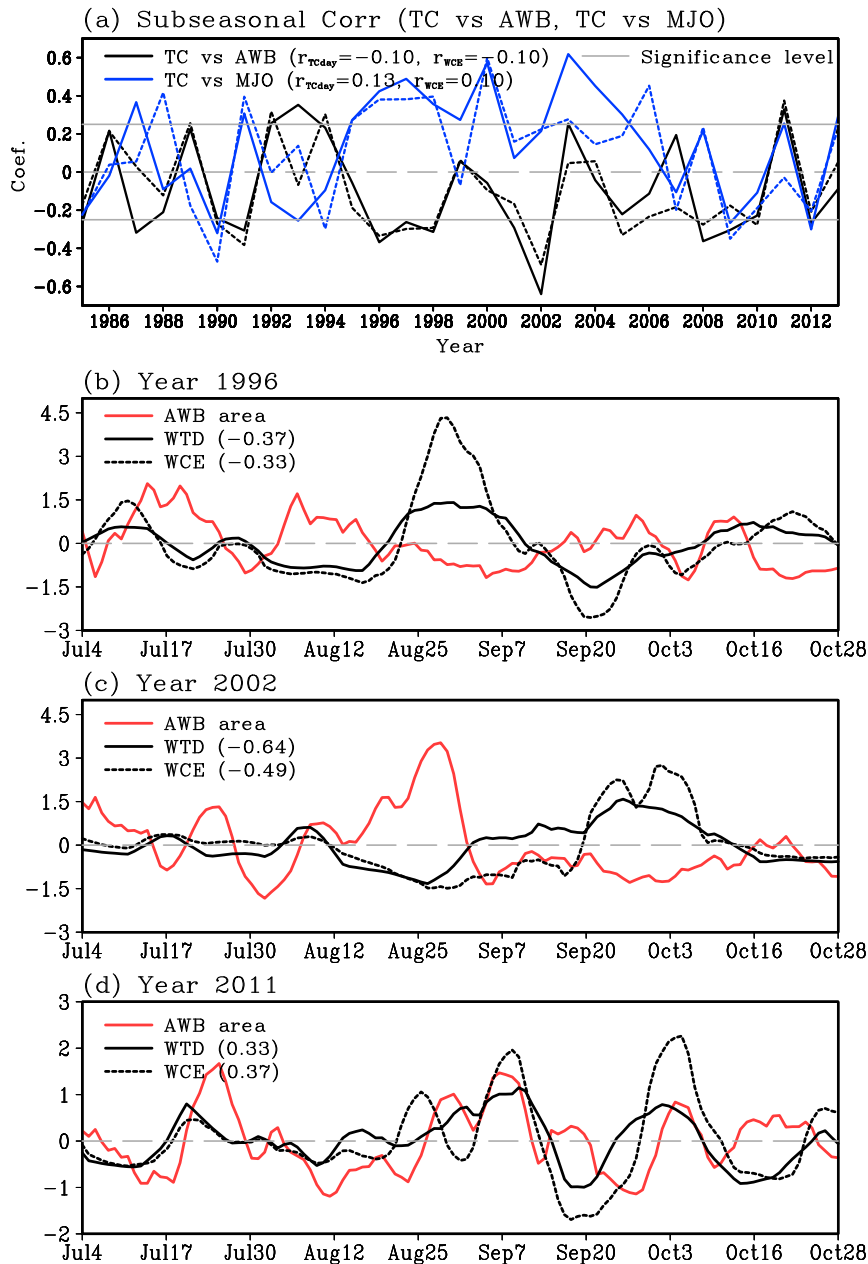 (a) Subseasonal Corr (TC vs AWB, TC vs MJO)
TC vs AWB (rTCday=−0.10, rWCE=−0.10)
Significance level
TC vs MJO (rTCday=0.13, rWCE=0.10)
0.6
0.4
0.2
0
−0.2
−0.4
−0.6
Coef.
1986 1988 1990 1992 1994 1996 1998 2000 2002 2004 2006 2008 2010 2012
Year
(b) Year 1996
AWB area
WTD (−0.37)
WCE (−0.33)
4.5
3
1.5
0
−1.5
−3
Jul4 Jul17 Jul30 Aug12 Aug25 Sep7 Sep20 Oct3 Oct16 Oct28
(c) Year 2002
AWB area
WTD (−0.64)
WCE (−0.49)
4.5
3
1.5
0
−1.5
−3
Jul4 Jul17 Jul30 Aug12 Aug25 Sep7 Sep20 Oct3 Oct16 Oct28
(d) Year 2011
AWB area
WTD (0.33)
WCE (0.37)
3
2
1
0
−1
−2
Jul4 Jul17 Jul30 Aug12 Aug25 Sep7 Sep20 Oct3 Oct16 Oct28